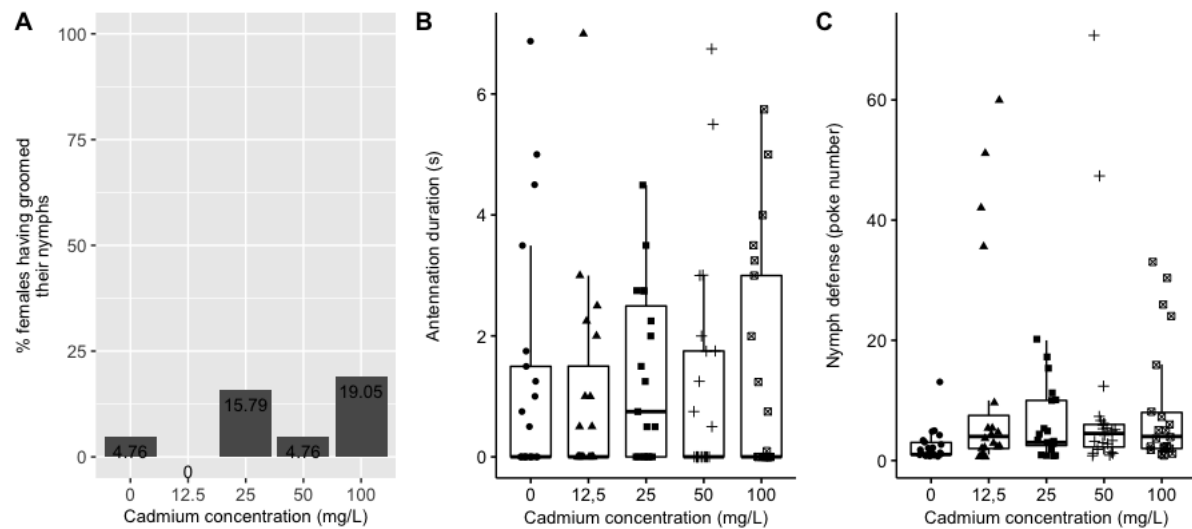 A
% females having groomed
their nymphs
100
75
50
25
0
4.76
0
15.79
4.76
19.05
0 12.5 25 50 100
Cadmium concentration (mg/L)
B
Antennation duration (s)
6
4
2
0
0 12,5 25 50 100
Cadmium concentration (mg/L)
C
Nymph defense (poke number)
60
40
20
0
0 12,5 25 50 100
Cadmium concentration (mg/L)